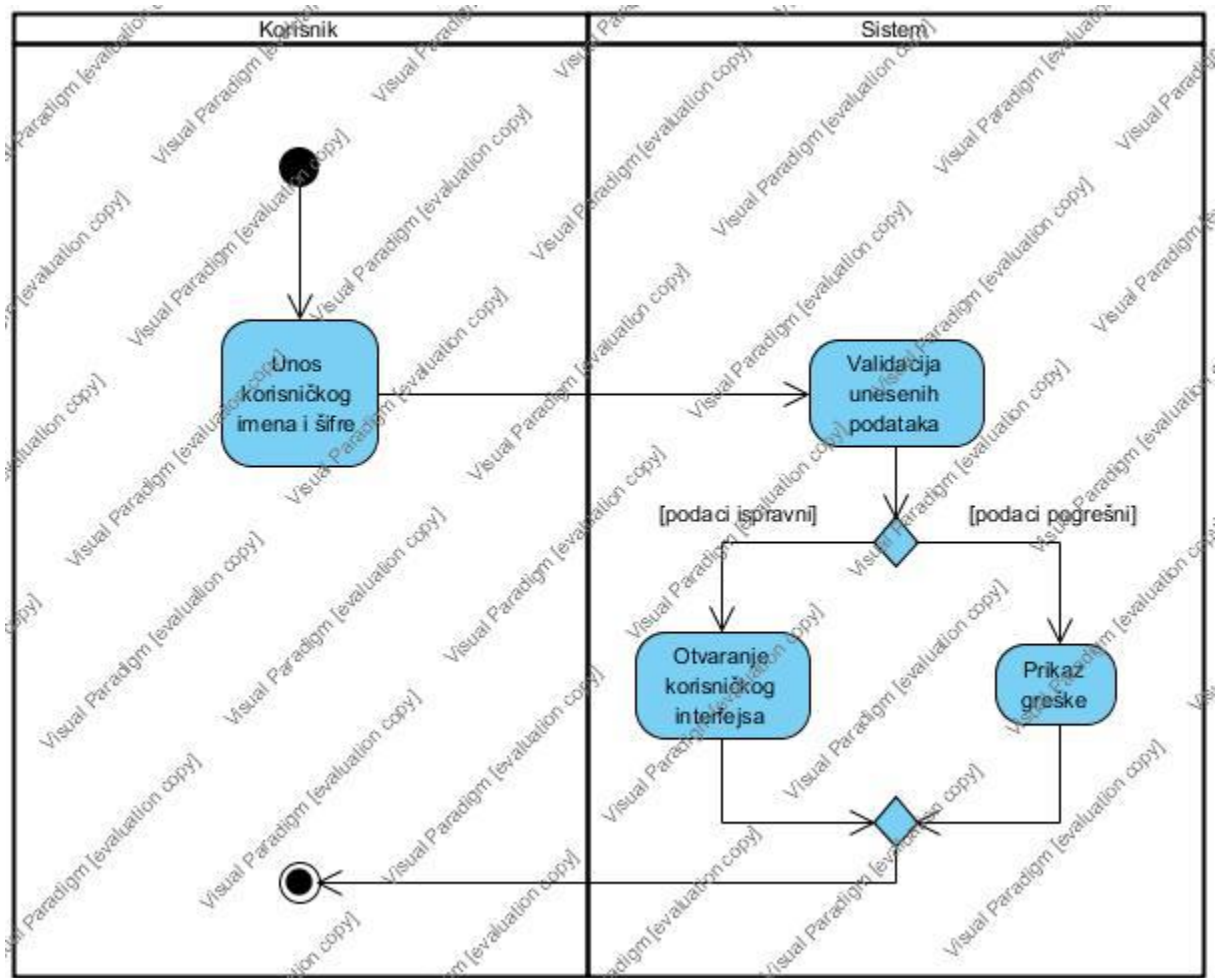 Korisnik
Sistem
Unos
korisničkog
imena i šifre
Validacija
unesenih
podataka
[podaci ispravni]
[podaci pogrešni]
Otvaranje
korisničkog
interfejsa
Prikaz
greške
Visual Paradigm [evaluation copy]